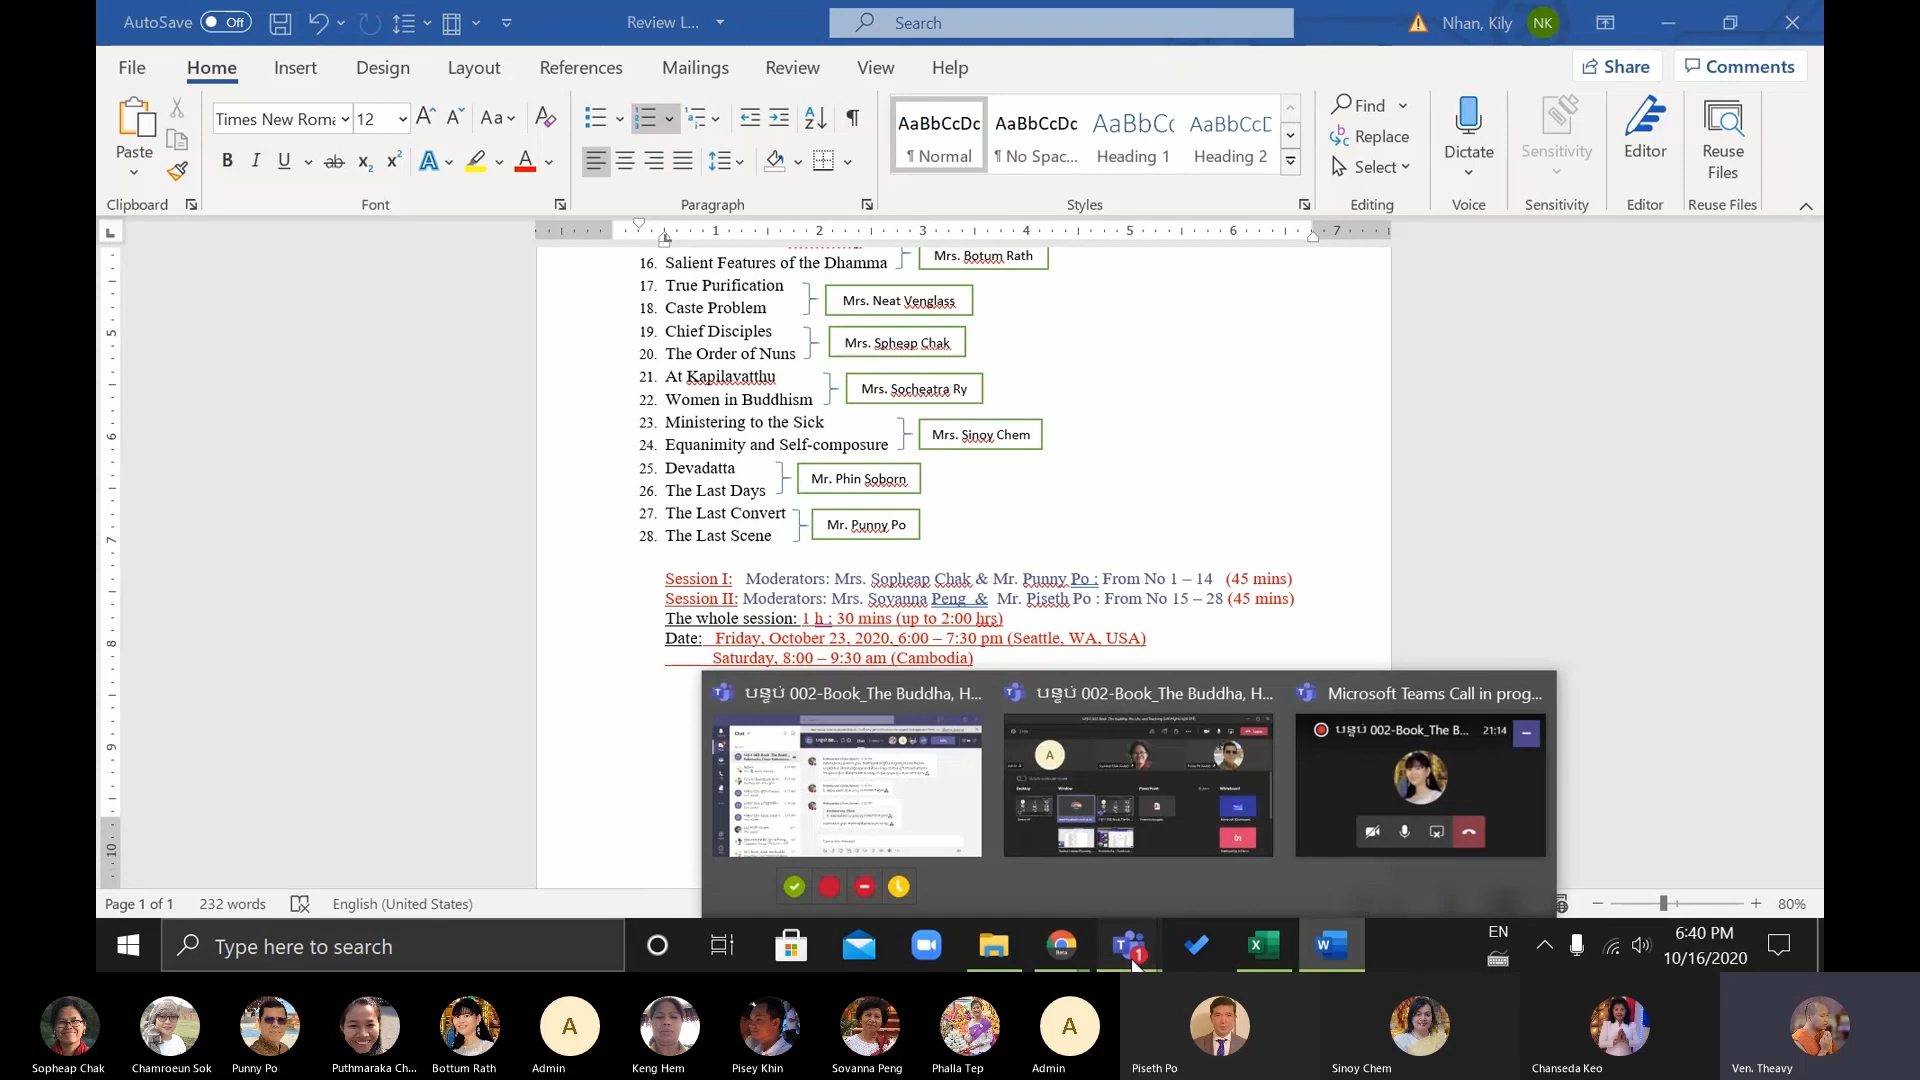 AutoSave Off Review L... Search Nhan, Kily NK
File Home Insert Design Layout References Mailings Review View Help Share Comments
Times New Roma 12 Aa
AaBbCcDc AaBbCcDc AaBbCc AaBbCcD
Find
Replace
Select
Paste
¶ Normal ¶ No Spac... Heading 1 Heading 2
Dictate Sensitivity Editor Reuse Files
Clipboard Font Paragraph Styles Editing Voice Sensitivity Editor Reuse Files
1 2 3 4 5 6 7
Mrs. Botum Rath
16. Salient Features of the Dhamma
17. True Purification
Mrs. Neat Venglass
18. Caste Problem
19. Chief Disciples
Mrs. Spheap Chak
20. The Order of Nuns
21. At Kapilavatthu
Mrs. Socheatra Ry
22. Women in Buddhism
23. Ministering to the Sick
Mrs. Sinoy Chem
24. Equanimity and Self-composure
25. Devadatta
Mr. Phin Soborn
26. The Last Days
27. The Last Convert
Mr. Punny Po
28. The Last Scene
Session I: Moderators: Mrs. Sopheap Chak & Mr. Punny Po : From No 1 – 14 (45 mins)
Session II: Moderators: Mrs. Sovanna Peng & Mr. Piseth Po : From No 15 – 28 (45 mins)
The whole session: 1 h : 30 mins (up to 2:00 hrs)
Date: Friday, October 23, 2020, 6:00 – 7:30 pm (Seattle, WA, USA)
Saturday, 8:00 – 9:30 am (Cambodia)
បន្ទប់ 002-Book_The Buddha, H... បន្ទប់ 002-Book_The Buddha, H... Microsoft Teams Call in prog...
បន្ទប់ 002-Book_The B... 21:14
Page 1 of 1 232 words English (United States) 80%
Type here to search
EN
6:40 PM
10/16/2020
Sopheap Chak Chamroeun Sok Punny Po Puthmaraka Ch... Bottum Rath Admin Keng Hem Pisey Khin Sovanna Peng Phalla Tep Admin Piseth Po Sinoy Chem Chanseda Keo Ven. Theavy